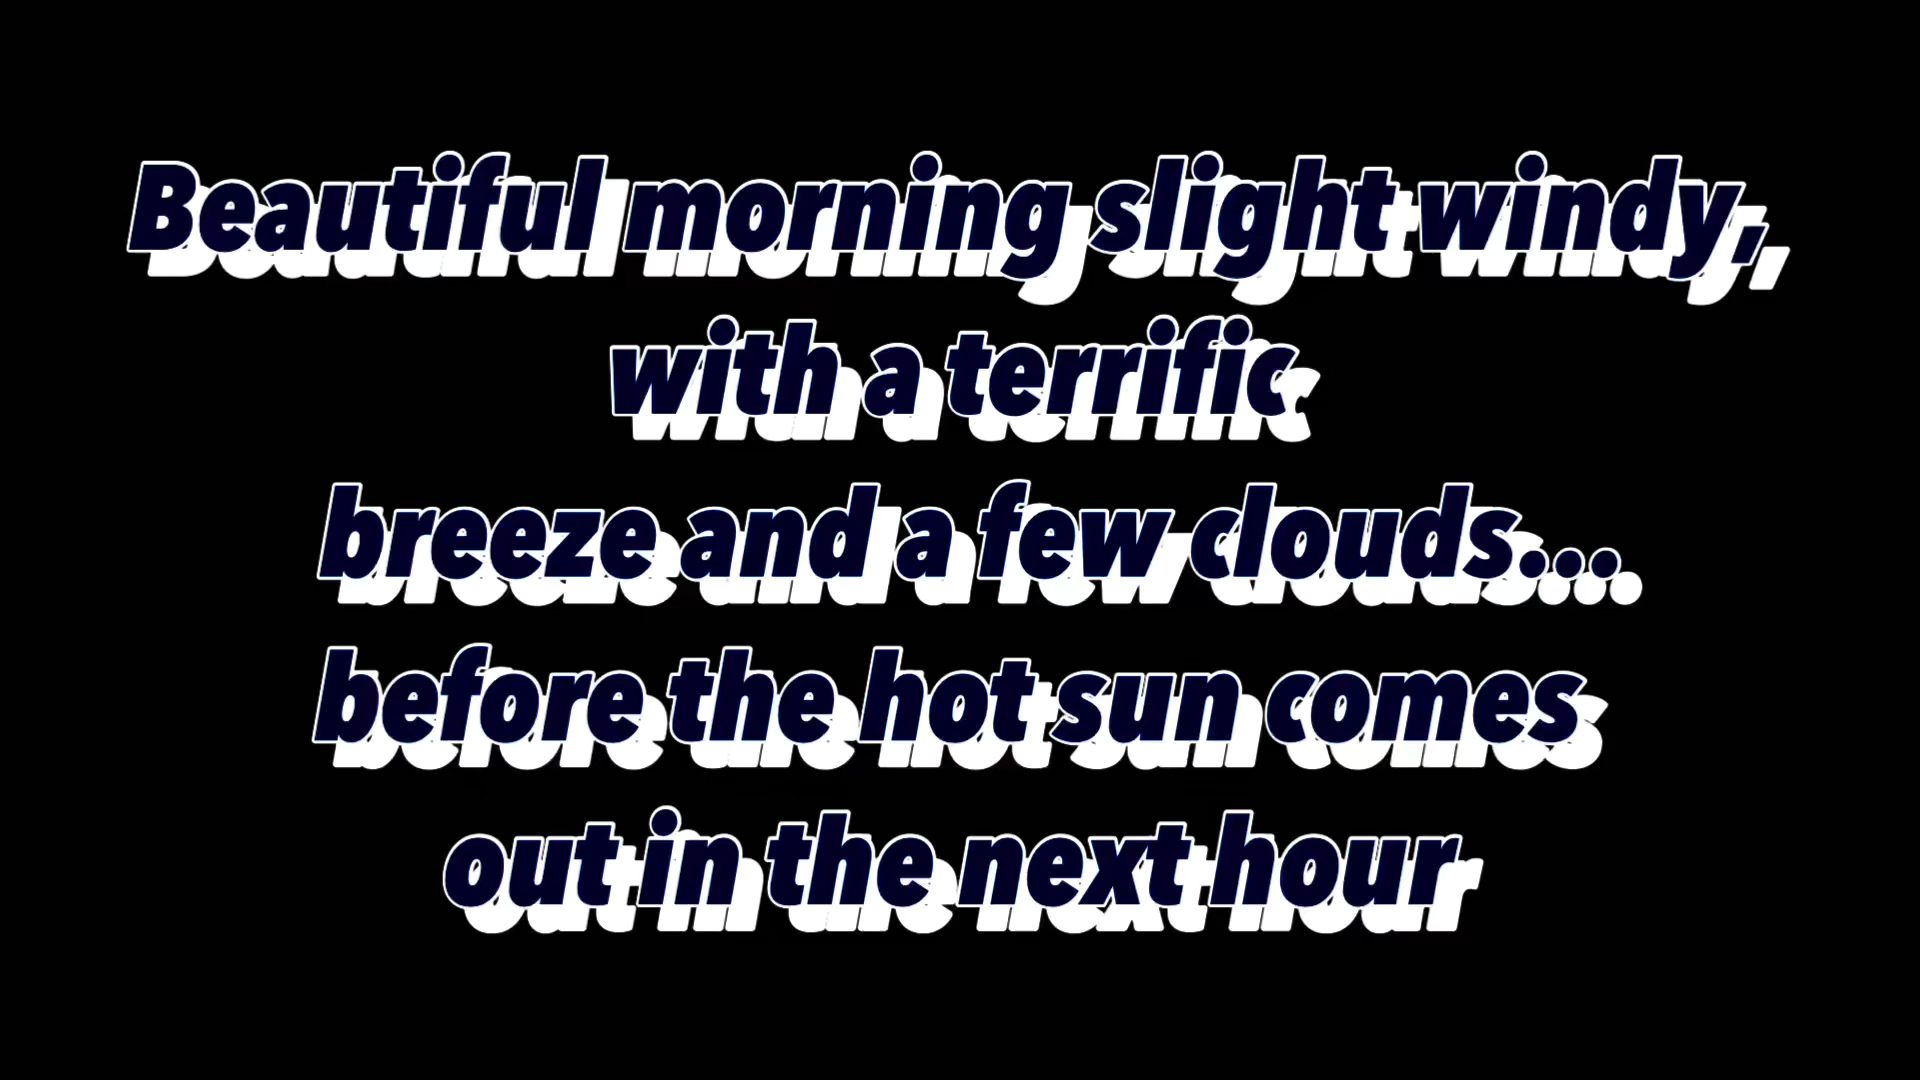 Beautiful morning slight windy,
with a terrific
breeze and a few clouds...
before the hot sun comes
out in the next hour